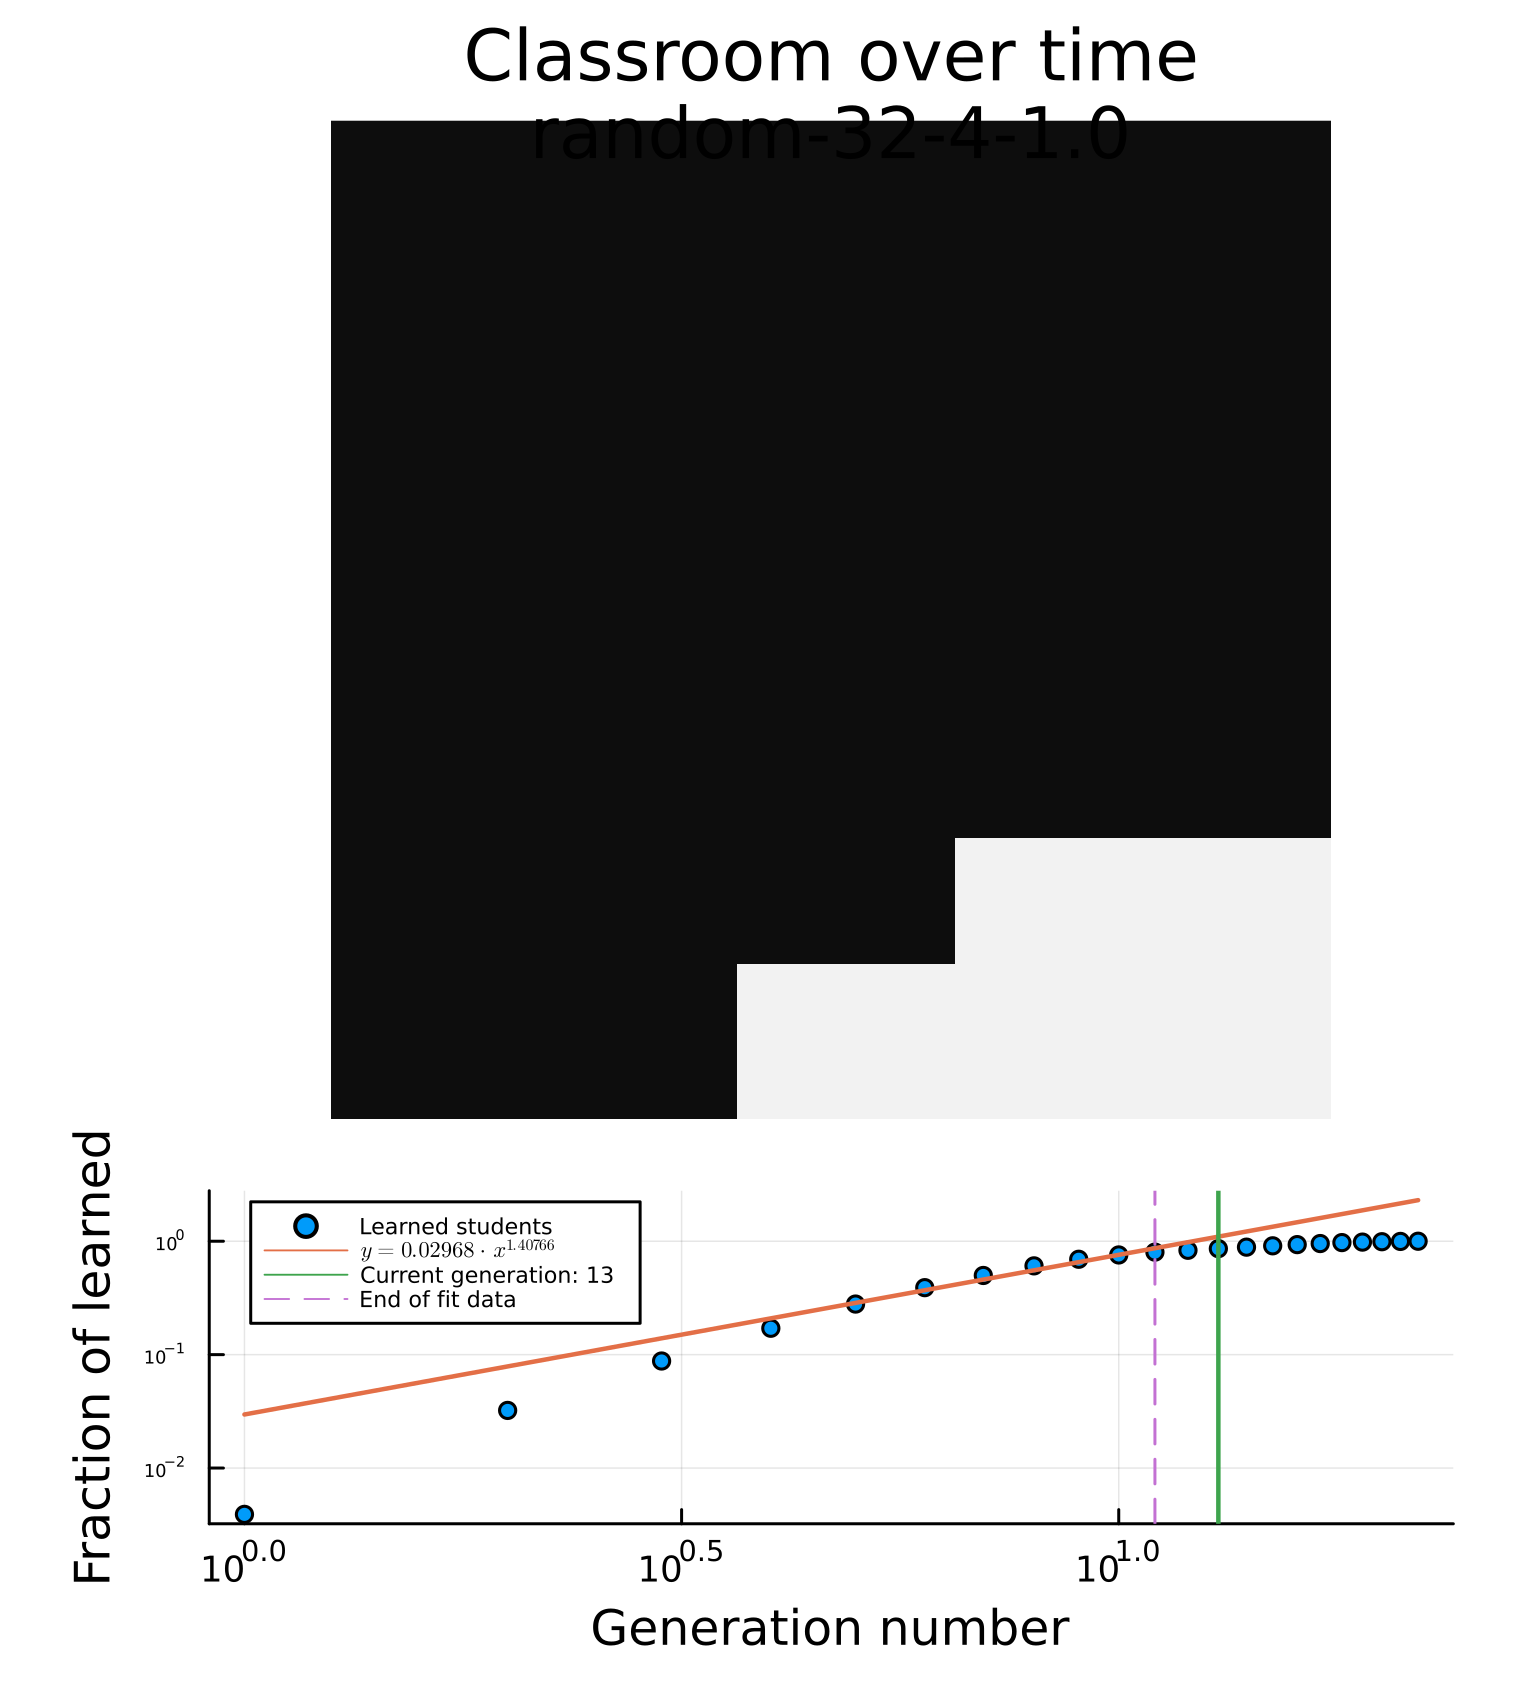 Classroom over time
random-32-4-1.0
Fraction of learned
Learned students
y = 0.02968 · x^1.40766
Current generation: 13
End of fit data
10^0
10^−1
10^−2
10^0.0
10^0.5
10^1.0
Generation number